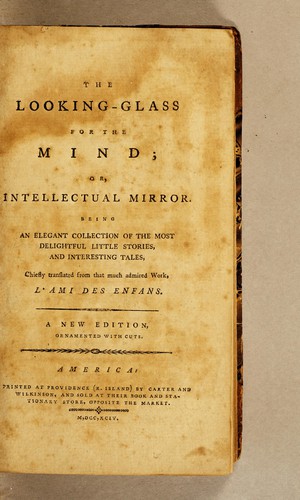 THE
LOOKING-GLASS
FOR THE
MIND;
OR,
INTELLECTUAL MIRROR.
BEING
AN ELEGANT COLLECTION OF THE MOST
DELIGHTFUL LITTLE STORIES,
AND INTERESTING TALES,
Chiefly translated from that much admired Work,
L'AMI DES ENFANS.
A NEW EDITION,
ORNAMENTED WITH CUTS.
AMERICA:
PRINTED AT PROVIDENCE (R. ISLAND) BY CARTER AND
WILKINSON, AND SOLD AT THEIR BOOK AND STA-
TIONARY STORE, OPPOSITE THE MARKET.
M,DCC,XCIV.